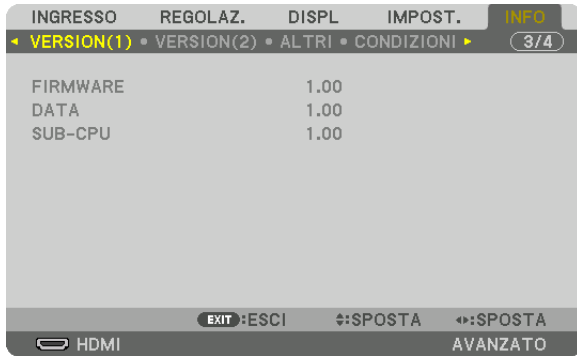 INGRESSO REGOLAZ. DISPL IMPOST. INFO
VERSION(1) • VERSION(2) • ALTRI • CONDIZIONI 3/4
FIRMWARE 1.00
DATA 1.00
SUB-CPU 1.00
EXIT :ESCI :SPOSTA :SPOSTA
HDMI AVANZATO